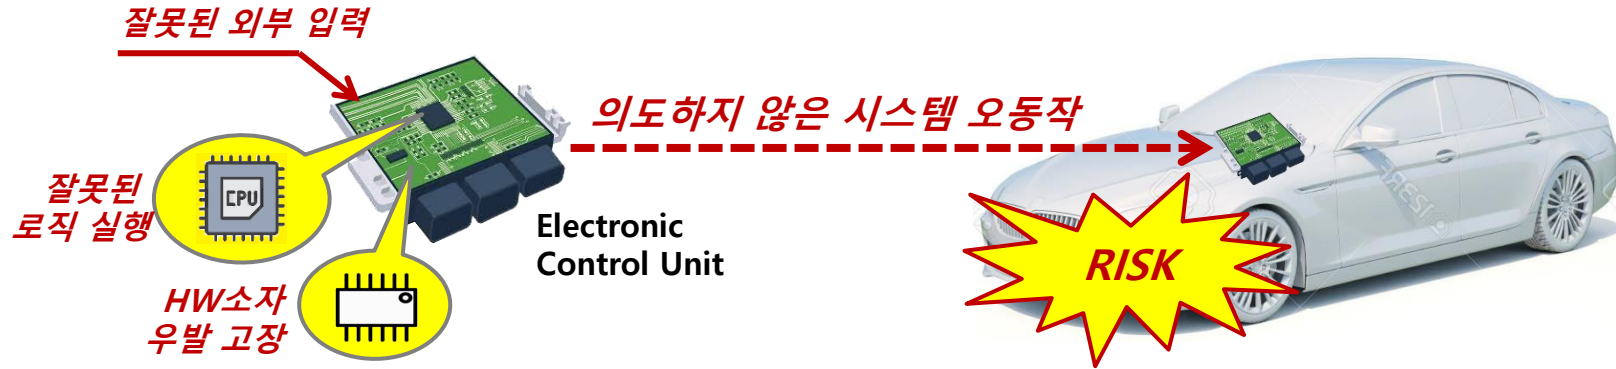 잘못된 외부 입력
의도하지 않은 시스템 오동작
CPU
잘못된
로직 실행
Electronic
Control Unit
HW소자
우발 고장
RISK